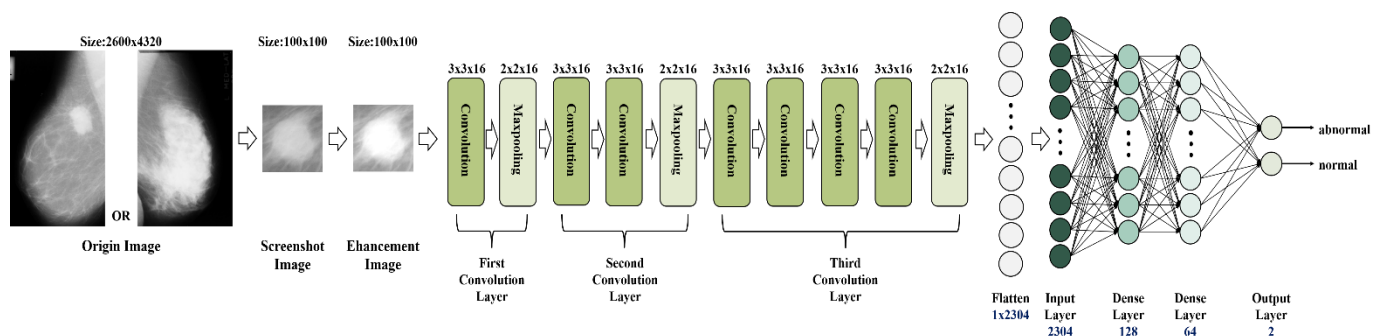 Size:2600x4320
OR
Origin Image
Size:100x100
Screenshot
Image
Size:100x100
Ehancement
Image
3x3x16
Convolution
2x2x16
Maxpooling
First
Convolution
Layer
3x3x16
Convolution
3x3x16
Convolution
2x2x16
Maxpooling
Second
Convolution
Layer
3x3x16
Convolution
3x3x16
Convolution
3x3x16
Convolution
3x3x16
Convolution
2x2x16
Maxpooling
Third
Convolution
Layer
Flatten
1x2304
Input
Layer
2304
Dense
Layer
128
Dense
Layer
64
Output
Layer
2
abnormal
normal